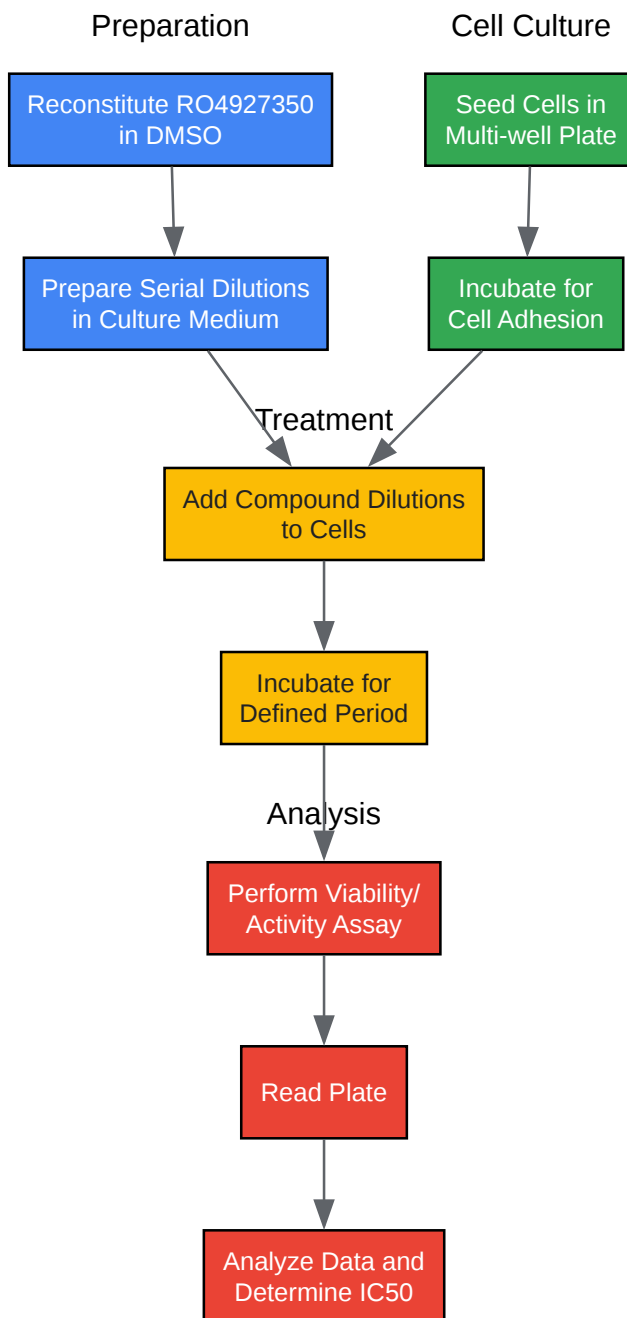 Preparation
Cell Culture
Reconstitute RO4927350
in DMSO
Seed Cells in
Multi-well Plate
Prepare Serial Dilutions
in Culture Medium
Incubate for
Cell Adhesion
Treatment
Add Compound Dilutions
to Cells
Incubate for
Defined Period
Analysis
Perform Viability/
Activity Assay
Read Plate
Analyze Data and
Determine IC50